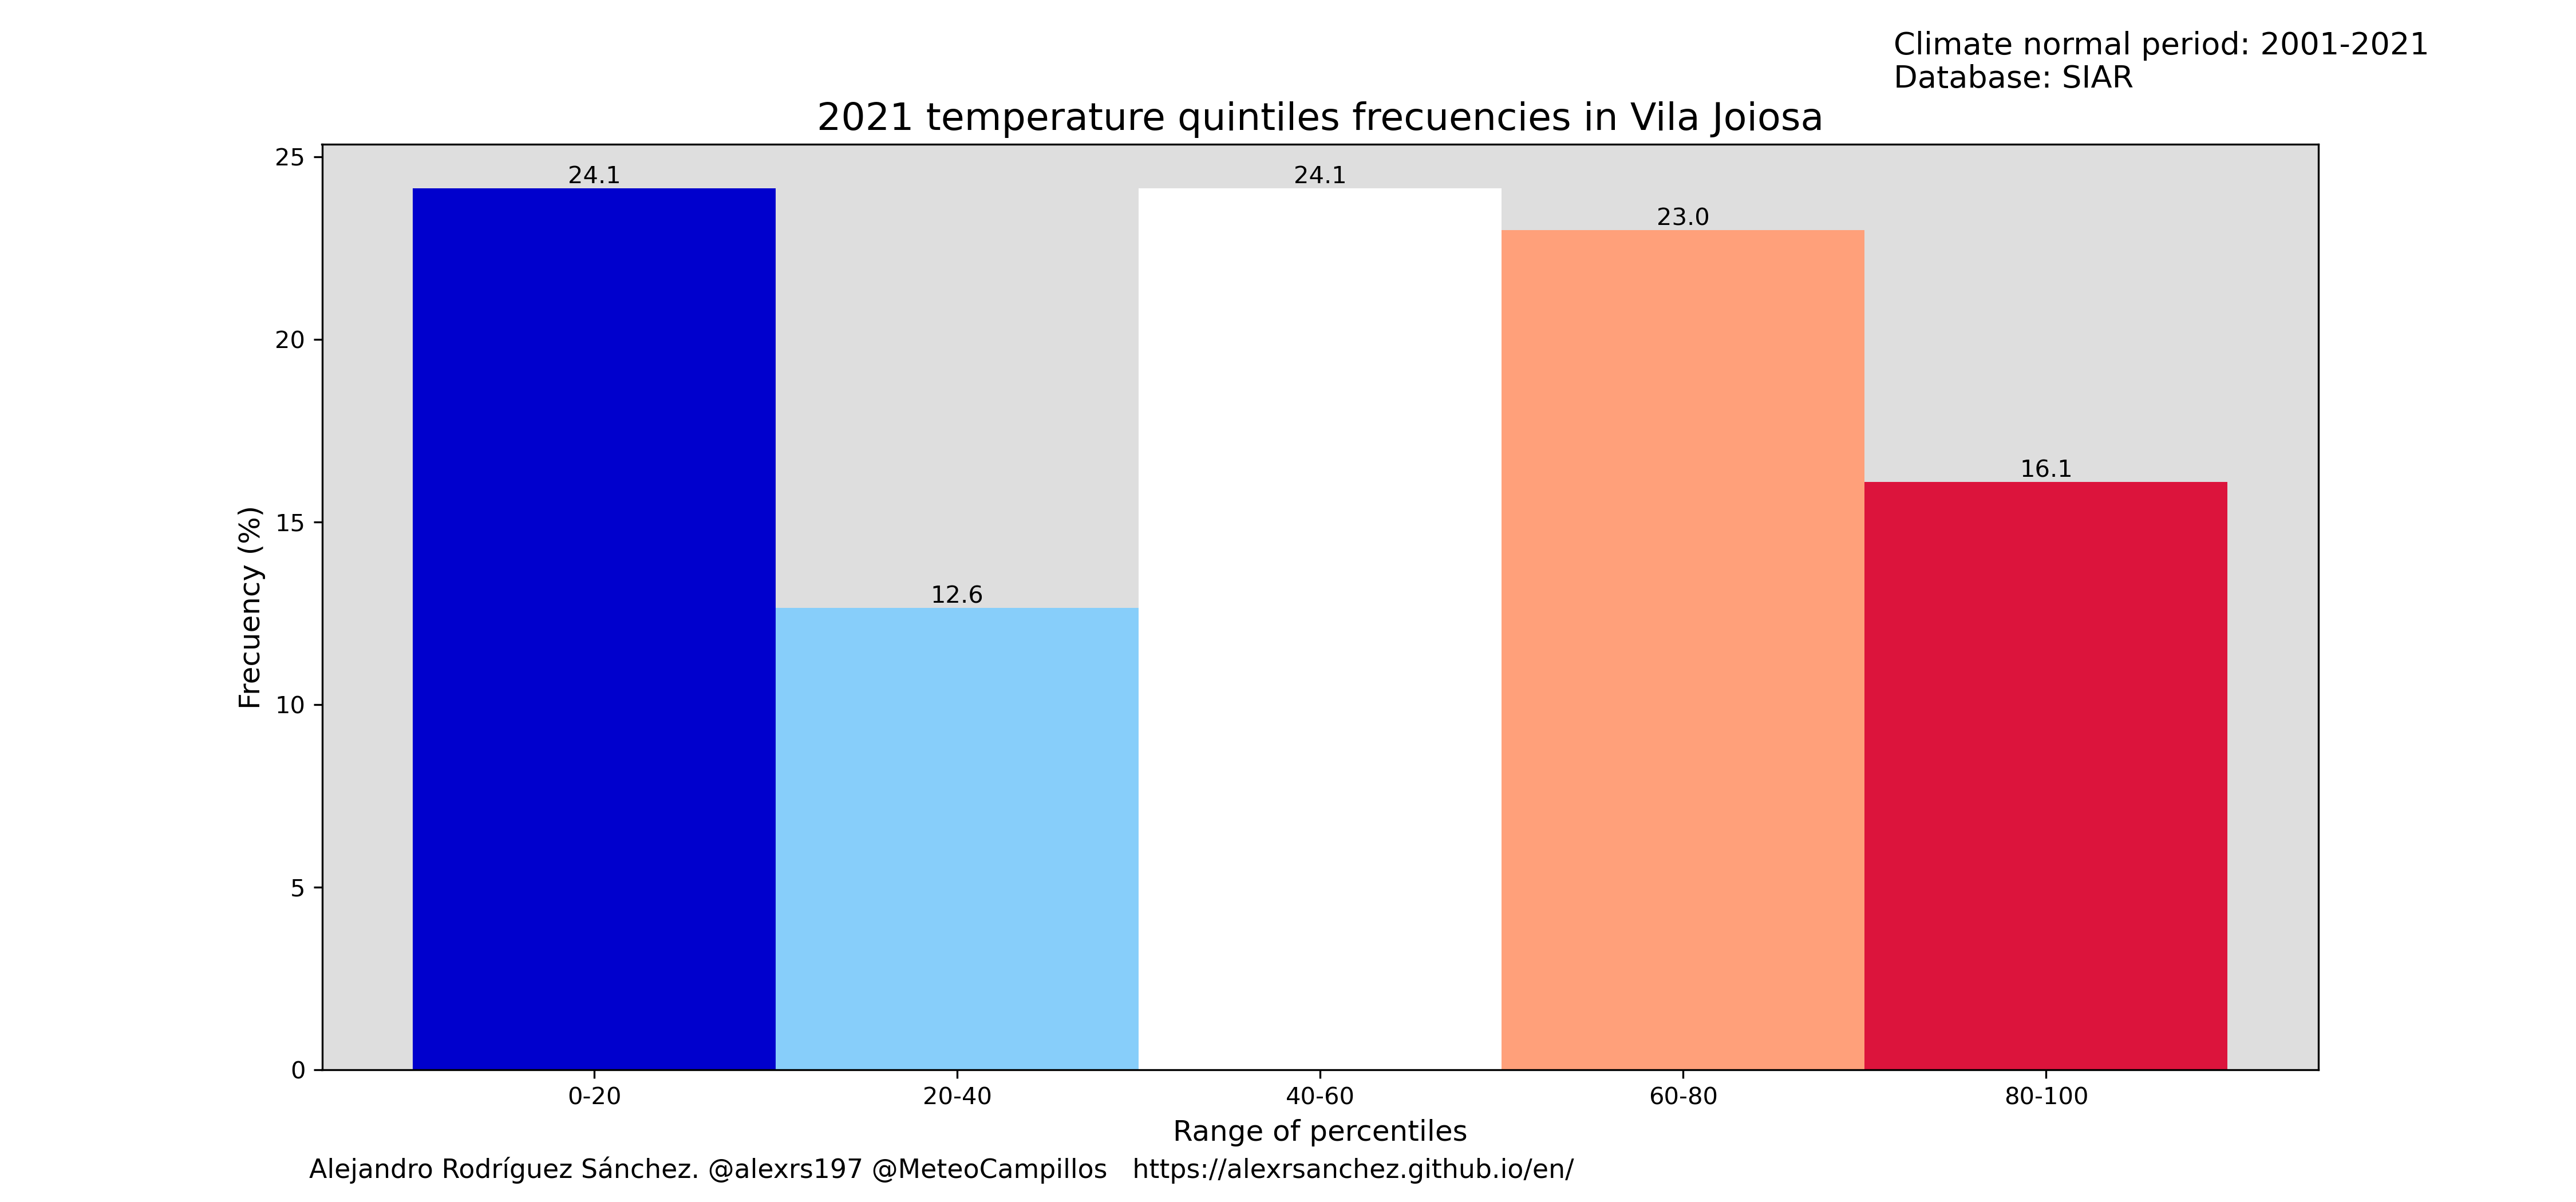 Climate normal period: 2001-2021
Database: SIAR
2021 temperature quintiles frecuencies in Vila Joiosa
25
20
15
10
5
0
Frecuency (%)
24.1
12.6
24.1
23.0
16.1
0-20
20-40
40-60
60-80
80-100
Range of percentiles
Alejandro Rodríguez Sánchez. @alexrs197 @MeteoCampillos   https://alexrsanchez.github.io/en/